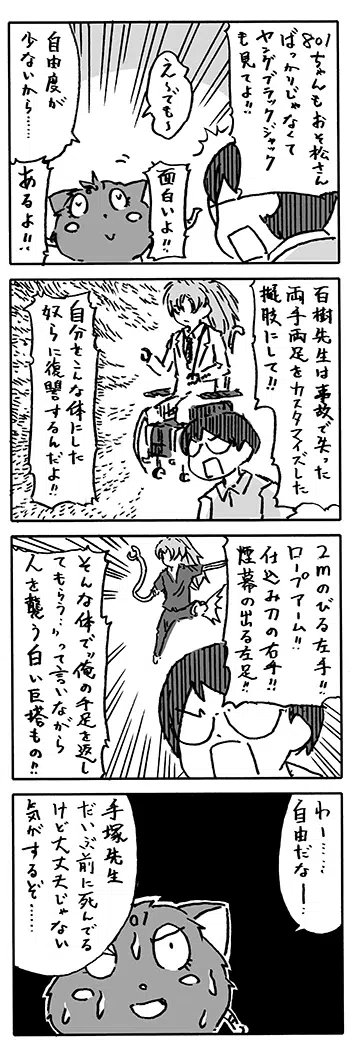 801ちゃんもおそ松さん
ばっかりじゃなくて
ヤングブラックジャック
も見てよ!!
え〜でも〜
自由度が
少ないから……
面白いよ!!
あるよ!!
百樹先生は事故で失った
両手両足をカスタマイズした
擬肢にして!!
自分をこんな体にした
奴らに復讐するんだよ!!
2mのびる左手!!
ロープアーム!!
仕込み刀の右手!!
煙幕の出る左足!!
そんな体でッ俺の手足を返し
てもらう…!!って言いながら
人を襲う白い巨塔もの!!
わー……
自由だなー…
手塚先生
だいぶ前に死んでる
けど大丈夫じゃない
気がするぞ……
801